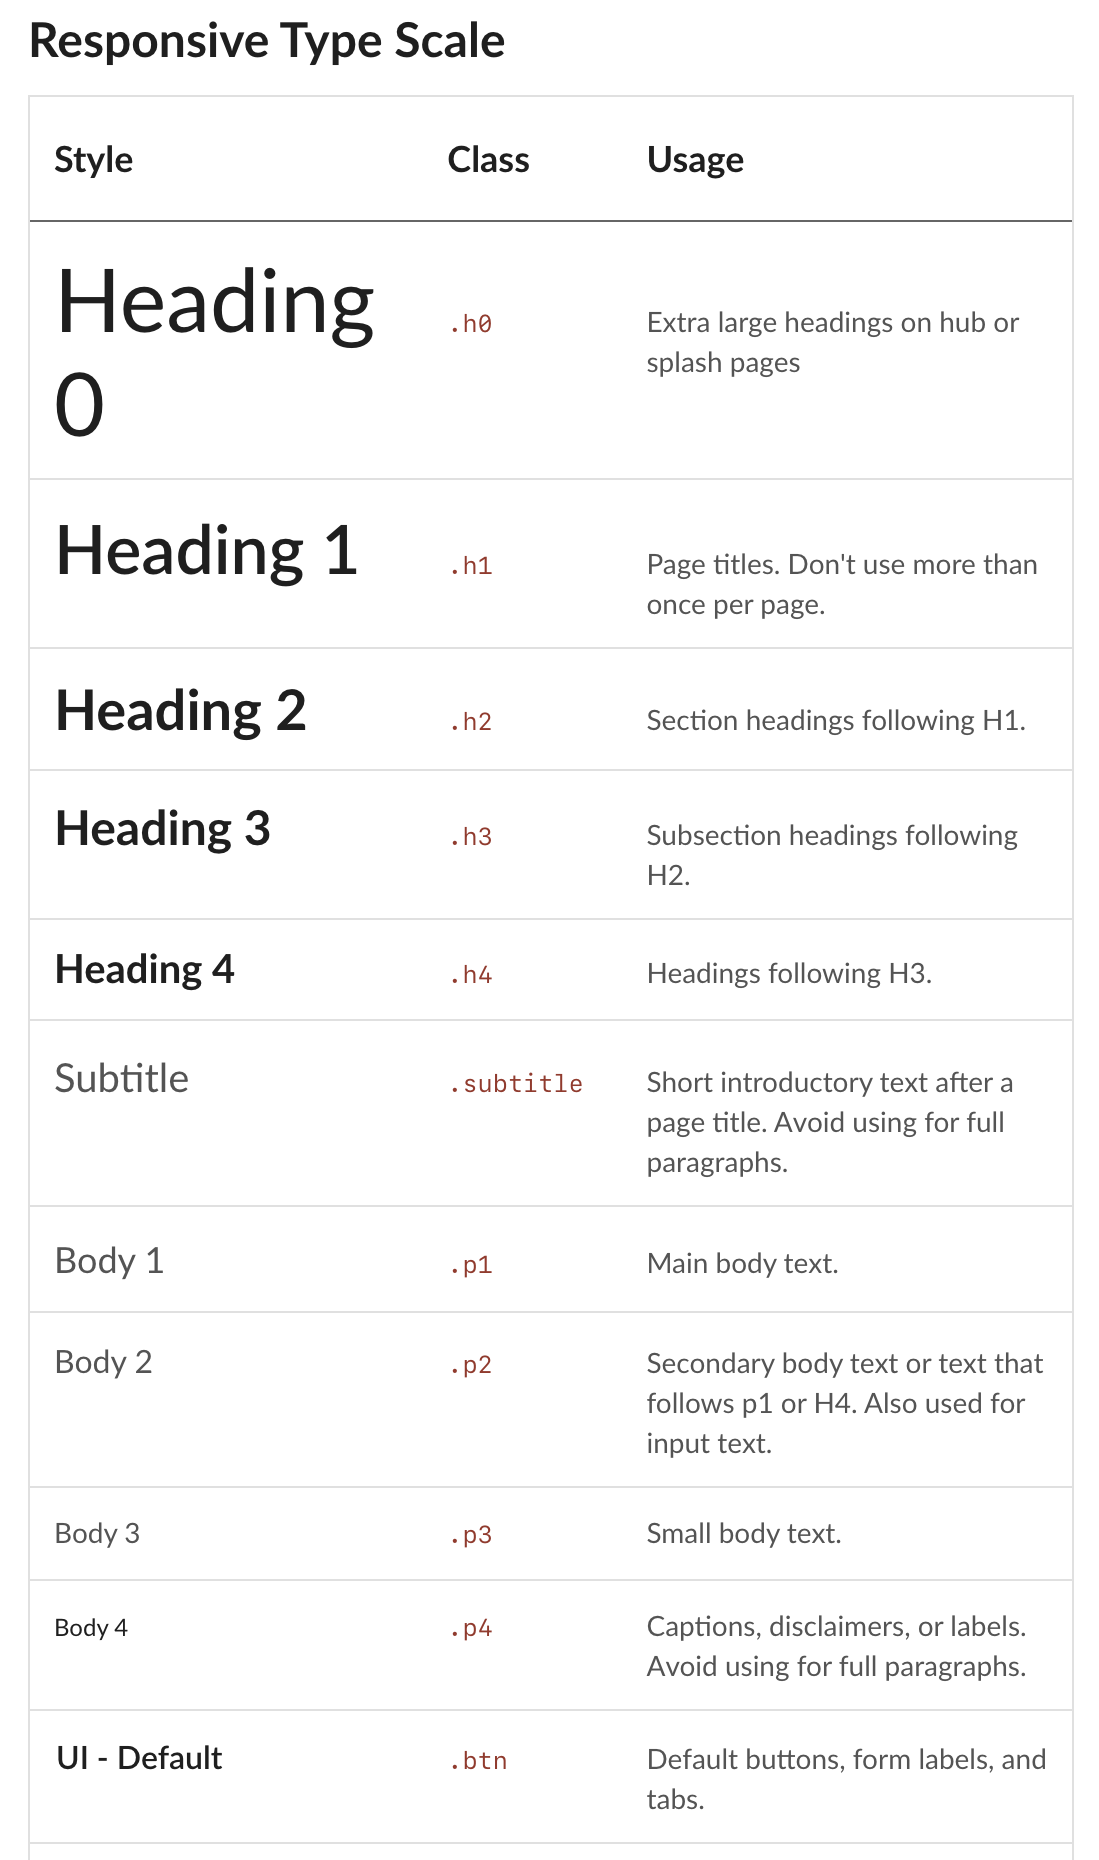 Responsive Type Scale
Style Class Usage
Heading
0
.h0
Extra large headings on hub or
splash pages
Heading 1
.h1
Page titles. Don't use more than
once per page.
Heading 2
.h2
Section headings following H1.
Heading 3
.h3
Subsection headings following
H2.
Heading 4
.h4
Headings following H3.
Subtitle
.subtitle
Short introductory text after a
page title. Avoid using for full
paragraphs.
Body 1
.p1
Main body text.
Body 2
.p2
Secondary body text or text that
follows p1 or H4. Also used for
input text.
Body 3
.p3
Small body text.
Body 4
.p4
Captions, disclaimers, or labels.
Avoid using for full paragraphs.
UI - Default
.btn
Default buttons, form labels, and
tabs.